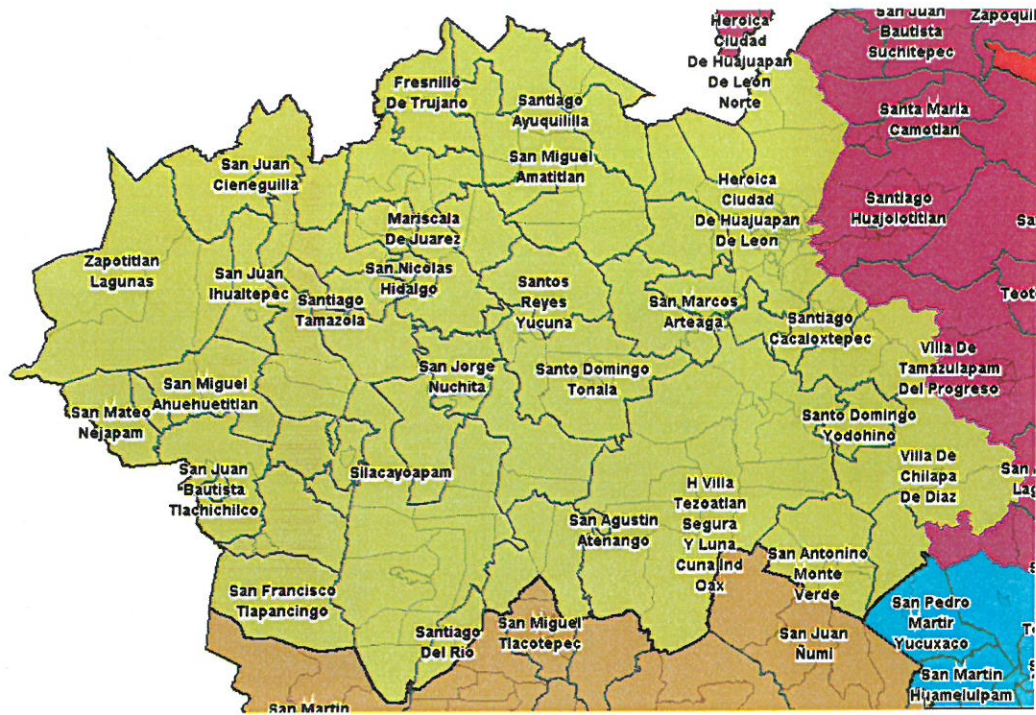 Heroica
Ciudad
De Huajuapan
De León
Norte
San Juan
Bautista
Suchitepec
Fresnillo
De Trujano
Santiago
Ayuquililla
Santa Maria
Camotlan
San Juan
Cieneguilla
San Miguel
Amatitlan
Heroica
Ciudad
De Huajuapan
De Leon
Santiago
Huajolotitlan
Mariscala
De Juarez
Zapotitlan
Lagunas
San Juan
Ihualtepec
San Nicolas
Hidalgo
Santiago
Tamazola
Santos
Reyes
Yucuna
San Marcos
Arteaga
Santiago
Cacaloxtepec
Villa De
Tamazulapam
Del Progreso
San Jorge
Nuchita
Santo Domingo
Tonala
San Miguel
Ahuehuetitlan
San Mateo
Nejapam
Santo Domingo
Yodohino
San Juan
Bautista
Tlachichilco
Silacayoapam
Villa De
Chilapa
De Diaz
H Villa
Tezoatlan
Segura
Y Luna
Cuna Ind
Oax
San Agustin
Atenango
San Antonino
Monte
Verde
San Francisco
Tlapancingo
San Pedro
Martir
Yucuxaco
Santiago
Del Rio
San Miguel
Tlacotepec
San Juan
Ñumi
San Martin
Huamelulpam
San Martin